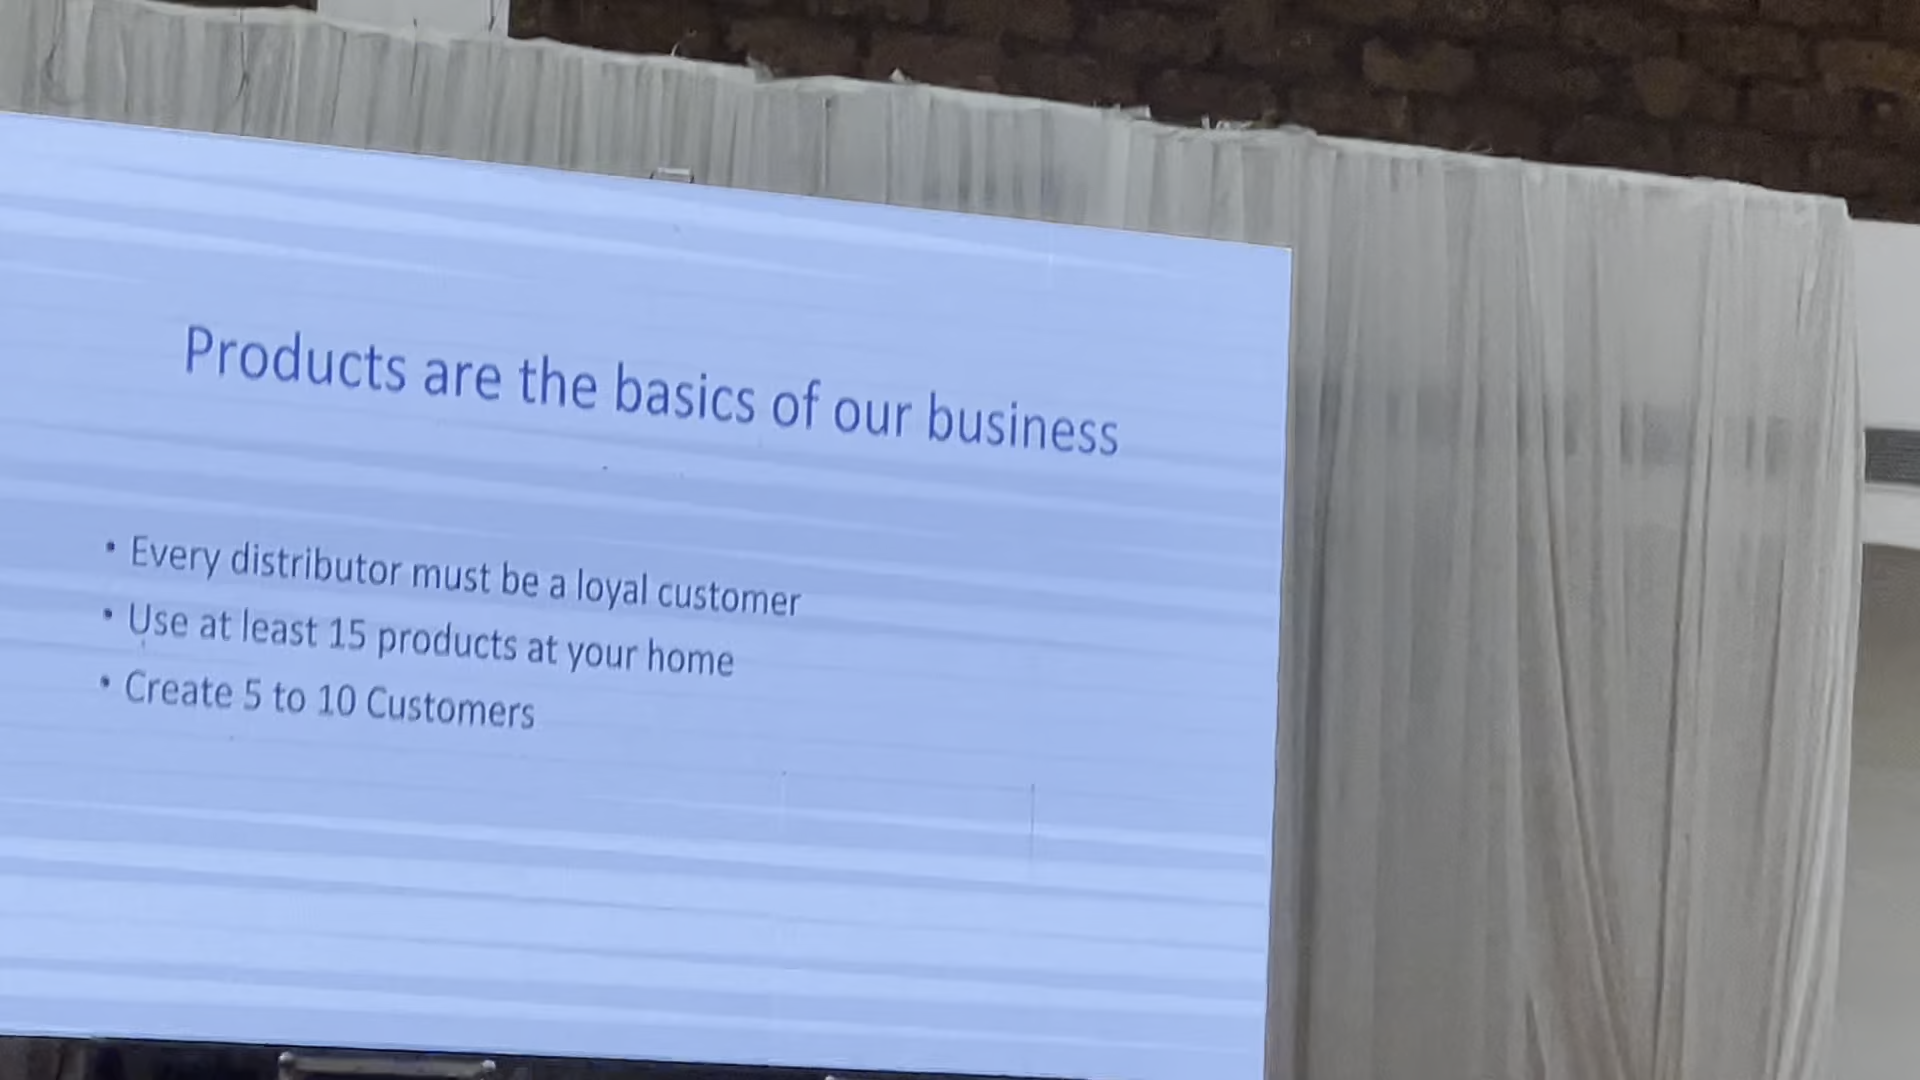 Products are the basics of our business
• Every distributor must be a loyal customer
• Use at least 15 products at your home
• Create 5 to 10 Customers